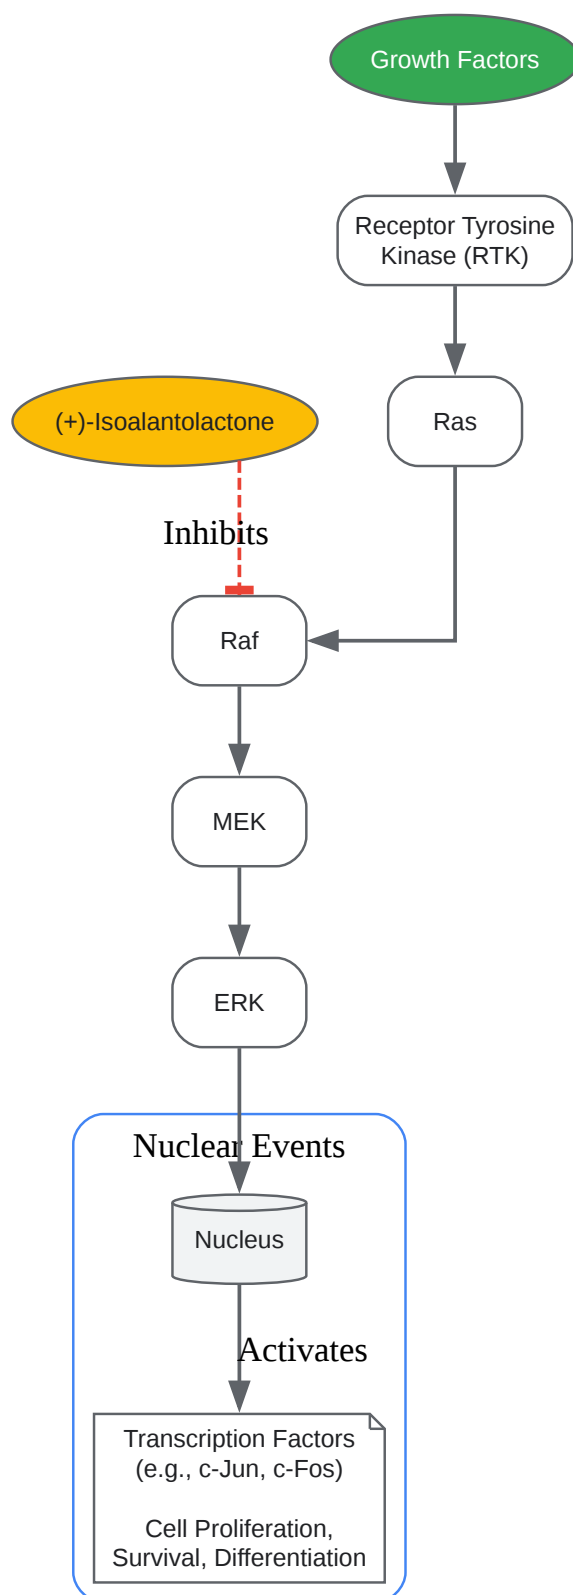 Growth Factors
Receptor Tyrosine
Kinase (RTK)
(+)-Isoalantolactone
Ras
Inhibits
Raf
MEK
ERK
Nuclear Events
Nucleus
Activates
Transcription Factors
(e.g., c-Jun, c-Fos)
Cell Proliferation,
Survival, Differentiation